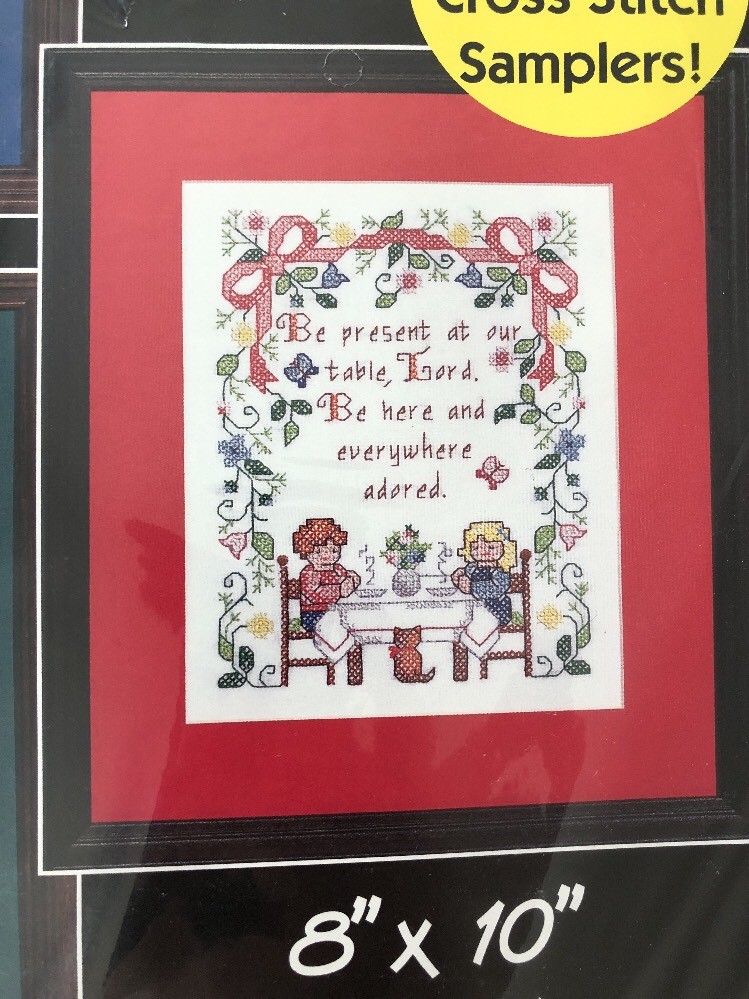 Cross Stitch
Samplers!
Be present at our
table, Lord.
Be here and
everywhere
adored.
8" x 10"